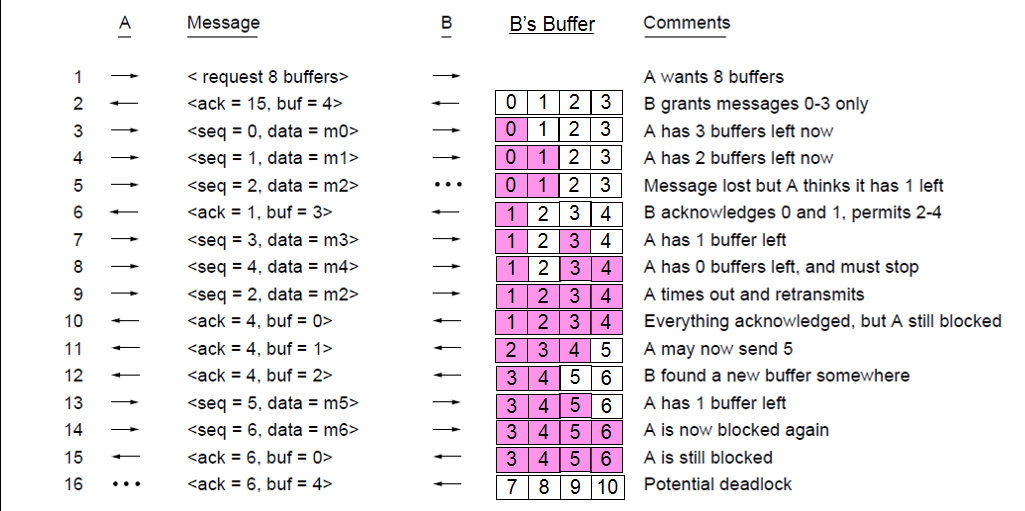 A Message B B's Buffer Comments
1 → < request 8 buffers> → A wants 8 buffers
2 ← <ack = 15, buf = 4> ← 0 1 2 3 B grants messages 0-3 only
3 → <seq = 0, data = m0> → 0 1 2 3 A has 3 buffers left now
4 → <seq = 1, data = m1> → 0 1 2 3 A has 2 buffers left now
5 → <seq = 2, data = m2> ••• 0 1 2 3 Message lost but A thinks it has 1 left
6 ← <ack = 1, buf = 3> ← 1 2 3 4 B acknowledges 0 and 1, permits 2-4
7 → <seq = 3, data = m3> → 1 2 3 4 A has 1 buffer left
8 → <seq = 4, data = m4> → 1 2 3 4 A has 0 buffers left, and must stop
9 → <seq = 2, data = m2> → 1 2 3 4 A times out and retransmits
10 ← <ack = 4, buf = 0> ← 1 2 3 4 Everything acknowledged, but A still blocked
11 ← <ack = 4, buf = 1> ← 2 3 4 5 A may now send 5
12 ← <ack = 4, buf = 2> ← 3 4 5 6 B found a new buffer somewhere
13 → <seq = 5, data = m5> → 3 4 5 6 A has 1 buffer left
14 → <seq = 6, data = m6> → 3 4 5 6 A is now blocked again
15 ← <ack = 6, buf = 0> ← 3 4 5 6 A is still blocked
16 ••• <ack = 6, buf = 4> ← 7 8 9 10 Potential deadlock